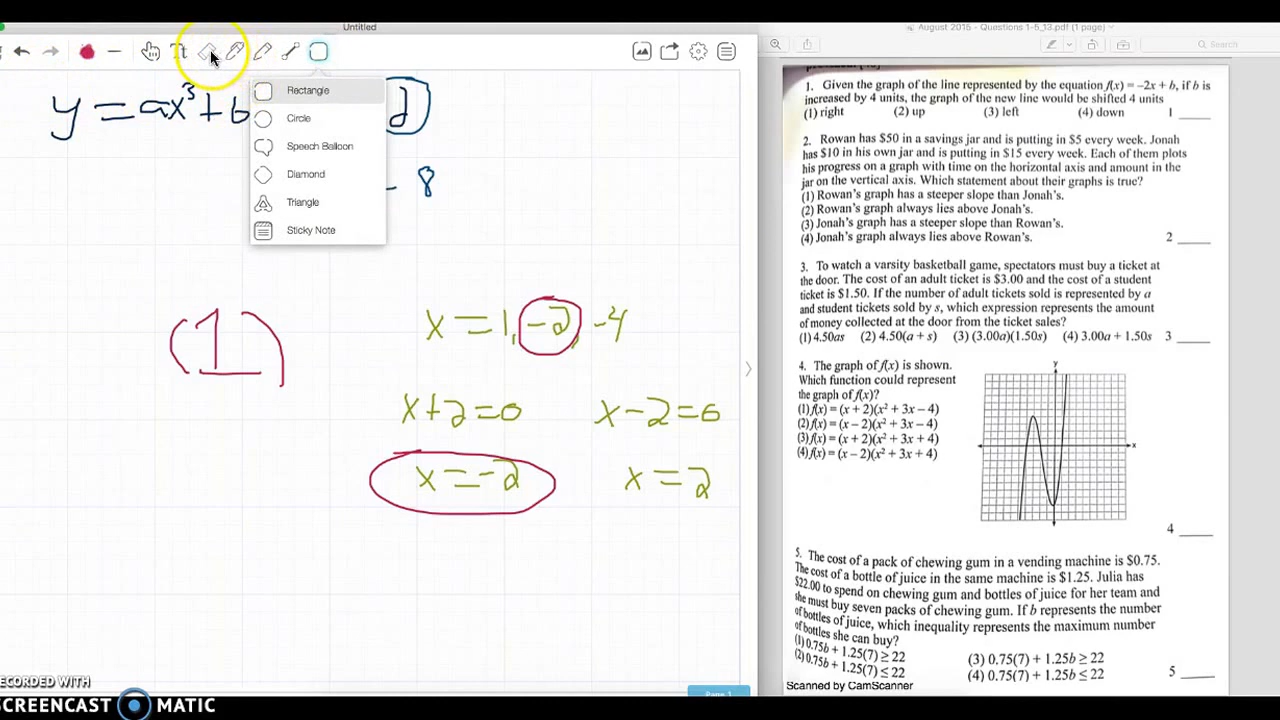 Untitled
August 2015 - Questions 1-5_13.pdf (1 page)
Tt
Search
Rectangle
Circle
Speech Balloon
Diamond
Triangle
Sticky Note
y = ax³ + b
d
- 8
(1)
x = 1, -2, -4
x+2=0
x-2=0
x=-2
x=2
Page 1
RECORDED WITH
SCREENCAST MATIC
1. Given the graph of the line represented by the equation f(x) = –2x + b, if b is
increased by 4 units, the graph of the new line would be shifted 4 units
(1) right (2) up (3) left (4) down 1 ____
2. Rowan has $50 in a savings jar and is putting in $5 every week. Jonah
has $10 in his own jar and is putting in $15 every week. Each of them plots
his progress on a graph with time on the horizontal axis and amount in the
jar on the vertical axis. Which statement about their graphs is true?
(1) Rowan's graph has a steeper slope than Jonah's.
(2) Rowan's graph always lies above Jonah's.
(3) Jonah's graph has a steeper slope than Rowan's.
(4) Jonah's graph always lies above Rowan's. 2 ____
3. To watch a varsity basketball game, spectators must buy a ticket at
the door. The cost of an adult ticket is $3.00 and the cost of a student
ticket is $1.50. If the number of adult tickets sold is represented by a
and student tickets sold by s, which expression represents the amount
of money collected at the door from the ticket sales?
(1) 4.50as (2) 4.50(a + s) (3) (3.00a)(1.50s) (4) 3.00a + 1.50s 3 ____
4. The graph of f(x) is shown.
Which function could represent
the graph of f(x)?
(1) f(x) = (x + 2)(x² + 3x – 4)
(2) f(x) = (x – 2)(x² + 3x – 4)
(3) f(x) = (x + 2)(x² + 3x + 4)
(4) f(x) = (x – 2)(x² + 3x + 4)
y
x
4 ____
5. The cost of a pack of chewing gum in a vending machine is $0.75.
The cost of a bottle of juice in the same machine is $1.25. Julia has
$22.00 to spend on chewing gum and bottles of juice for her team and
she must buy seven packs of chewing gum. If b represents the number
of bottles of juice, which inequality represents the maximum number
of bottles she can buy?
(1) 0.75b + 1.25(7) ≥ 22 (3) 0.75(7) + 1.25b ≥ 22
(2) 0.75b + 1.25(7) ≤ 22 (4) 0.75(7) + 1.25b ≤ 22
5 ____
Scanned by CamScanner